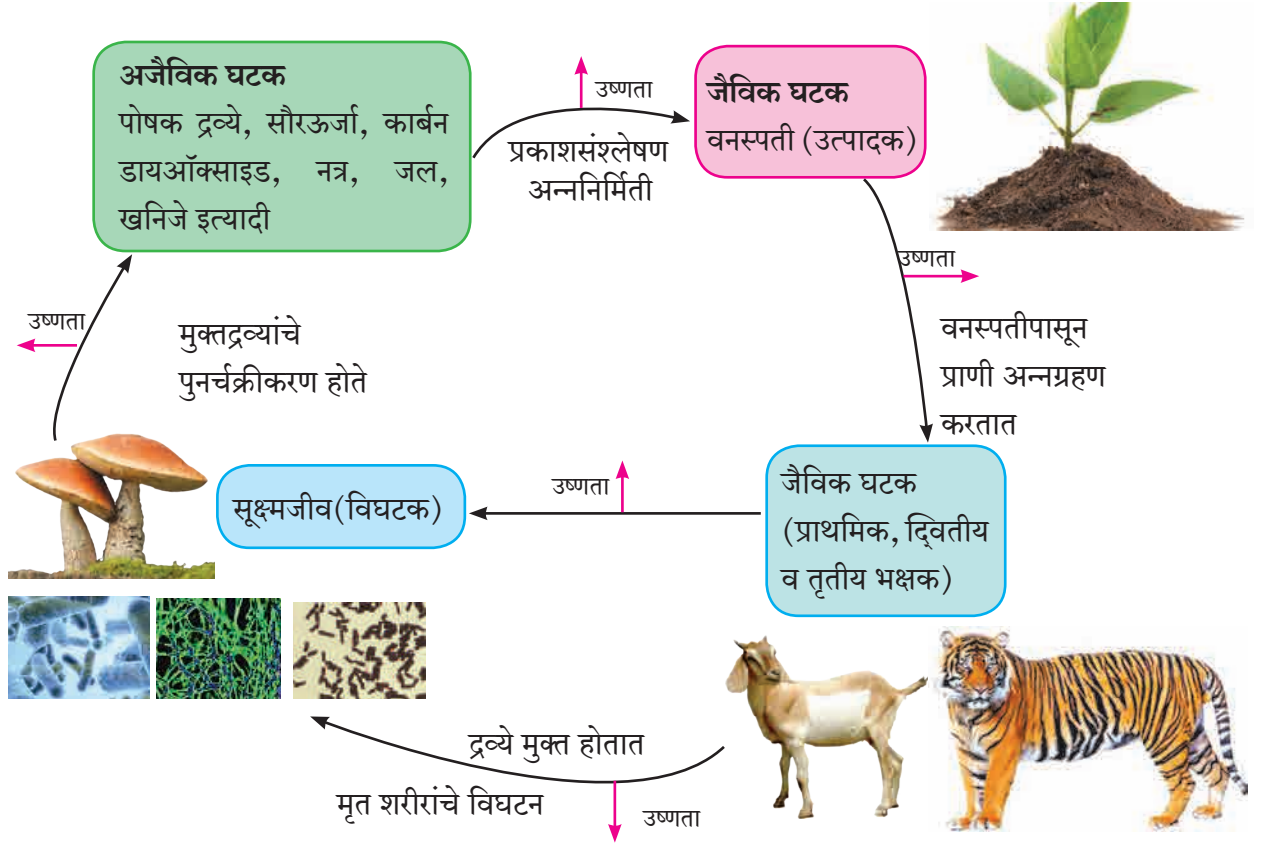 अजैविक घटक
पोषक द्रव्ये, सौरऊर्जा, कार्बन
डायऑक्साइड, नत्र, जल,
खनिजे इत्यादी
उष्णता
प्रकाशसंश्लेषण
अन्ननिर्मिती
जैविक घटक
वनस्पती (उत्पादक)
उष्णता
वनस्पतीपासून
प्राणी अन्नग्रहण
करतात
उष्णता
मुक्तद्रव्यांचे
पुनर्चक्रीकरण होते
जैविक घटक
(प्राथमिक, द्वितीय
व तृतीय भक्षक)
उष्णता
सूक्ष्मजीव(विघटक)
द्रव्ये मुक्त होतात
मृत शरीरांचे विघटन
उष्णता